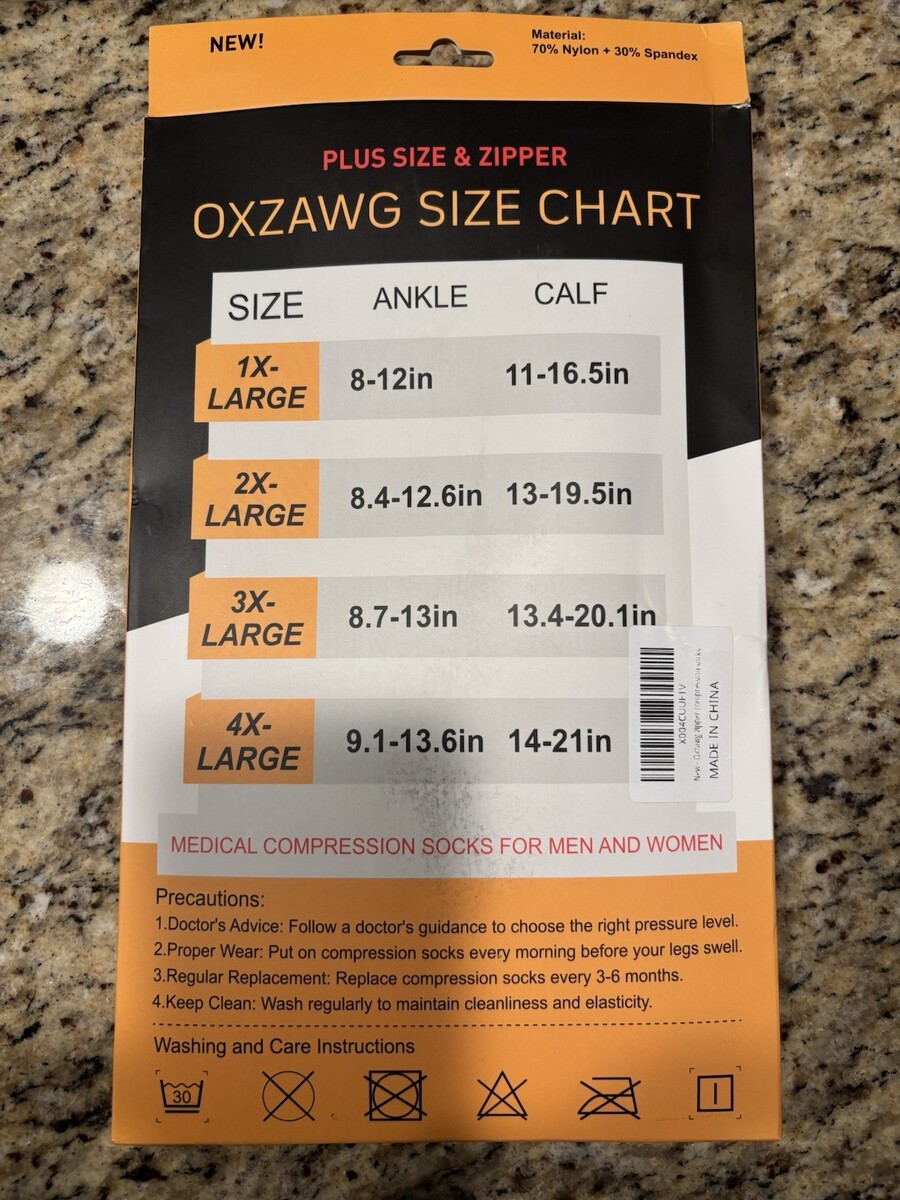 NEW!
Material:
70% Nylon + 30% Spandex
PLUS SIZE & ZIPPER
OXZAWG SIZE CHART
SIZE ANKLE CALF
1X-
LARGE
8-12in 11-16.5in
2X-
LARGE
8.4-12.6in 13-19.5in
3X-
LARGE
8.7-13in 13.4-20.1in
4X-
LARGE
9.1-13.6in 14-21in
New - zipper compression socks
MADE IN CHINA
MEDICAL COMPRESSION SOCKS FOR MEN AND WOMEN
Precautions:
1.Doctor's Advice: Follow a doctor's guidance to choose the right pressure level.
2.Proper Wear: Put on compression socks every morning before your legs swell.
3.Regular Replacement: Replace compression socks every 3-6 months.
4.Keep Clean: Wash regularly to maintain cleanliness and elasticity.
Washing and Care Instructions
30